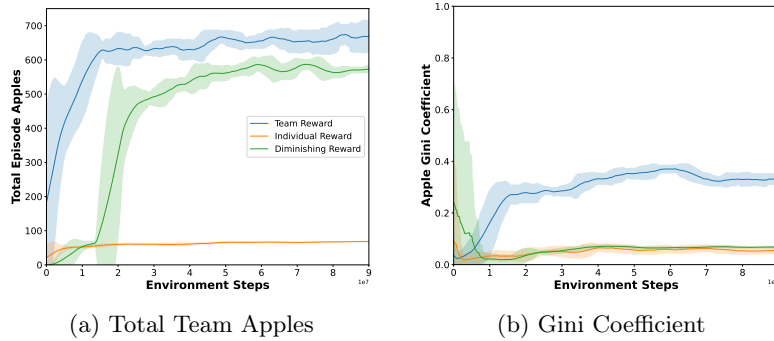 700
600
500
400
300
200
100
0
Total Episode Apples
Team Reward
Individual Reward
Diminishing Reward
0 1 2 3 4 5 6 7 8 9
1e7
Environment Steps
(a) Total Team Apples
1.0
0.8
0.6
0.4
0.2
0.0
Apple Gini Coefficient
0 1 2 3 4 5 6 7 8
Environment Steps
(b) Gini Coefficient